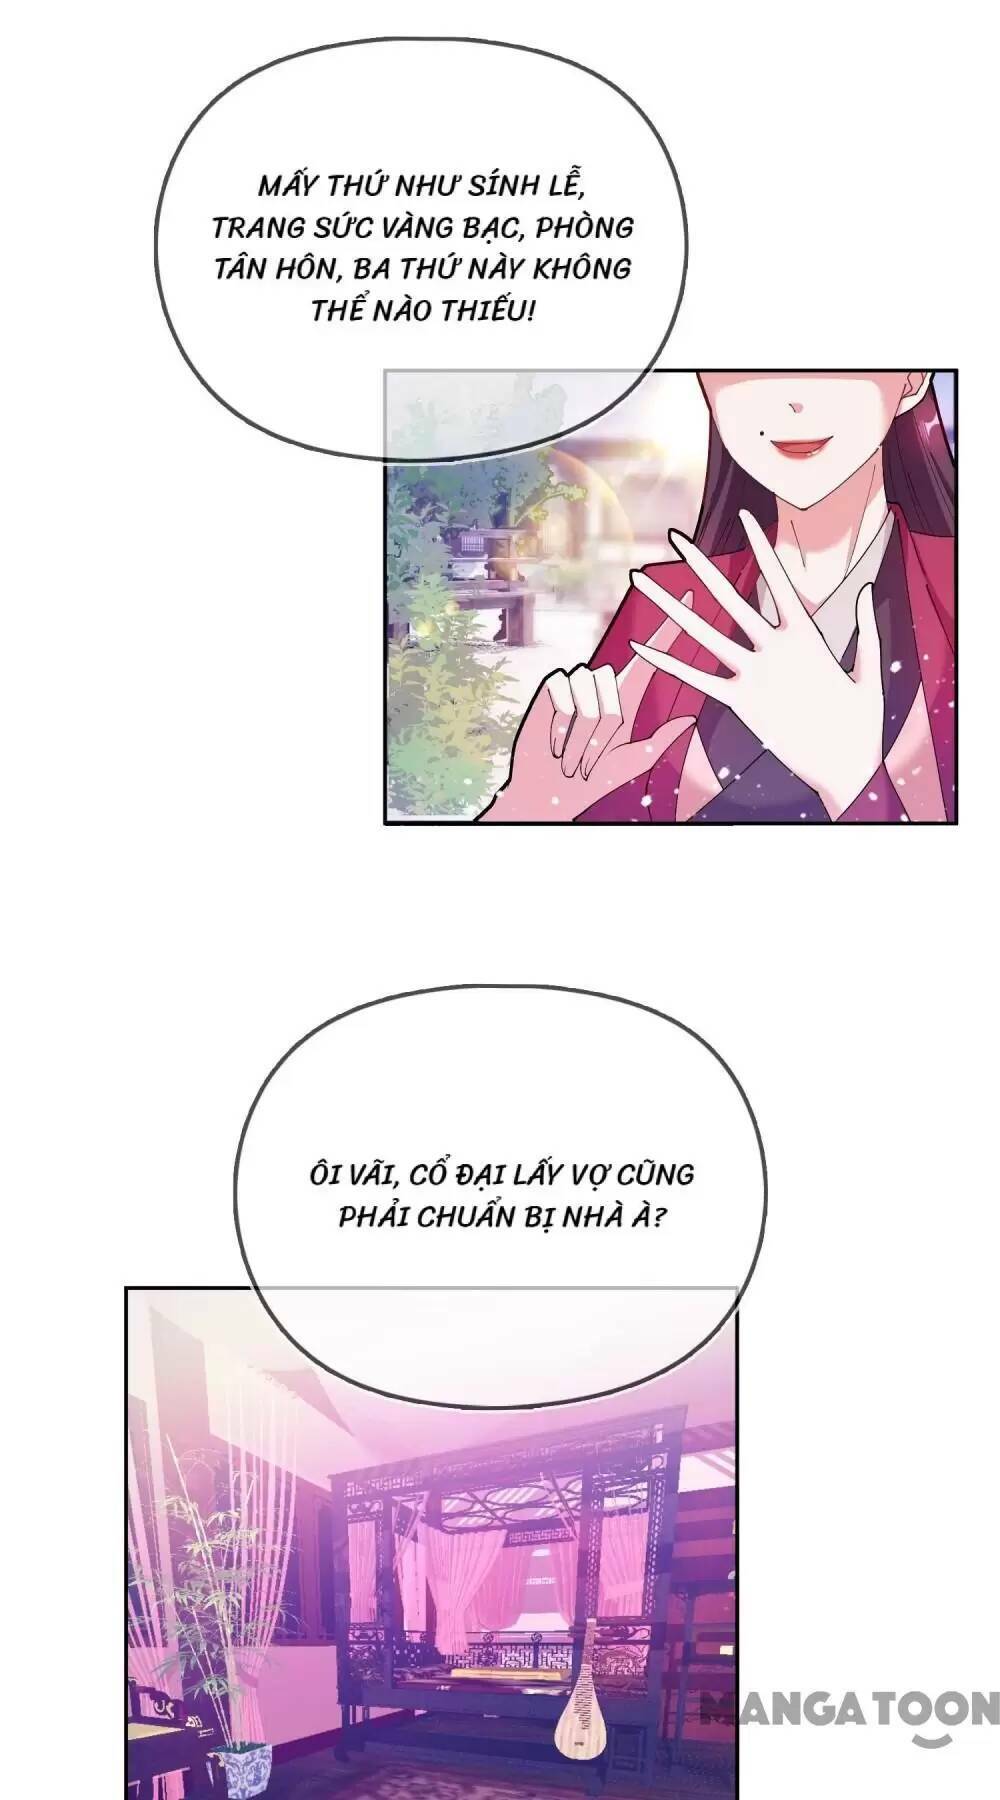 MẤY THỨ NHƯ SÍNH LỄ,
TRANG SỨC VÀNG BẠC, PHÒNG
TÂN HÔN, BA THỨ NÀY KHÔNG
THỂ NÀO THIẾU!
ÔI VÃI, CỔ ĐẠI LẤY VỢ CŨNG
PHẢI CHUẨN BỊ NHÀ À?
MANGATOON